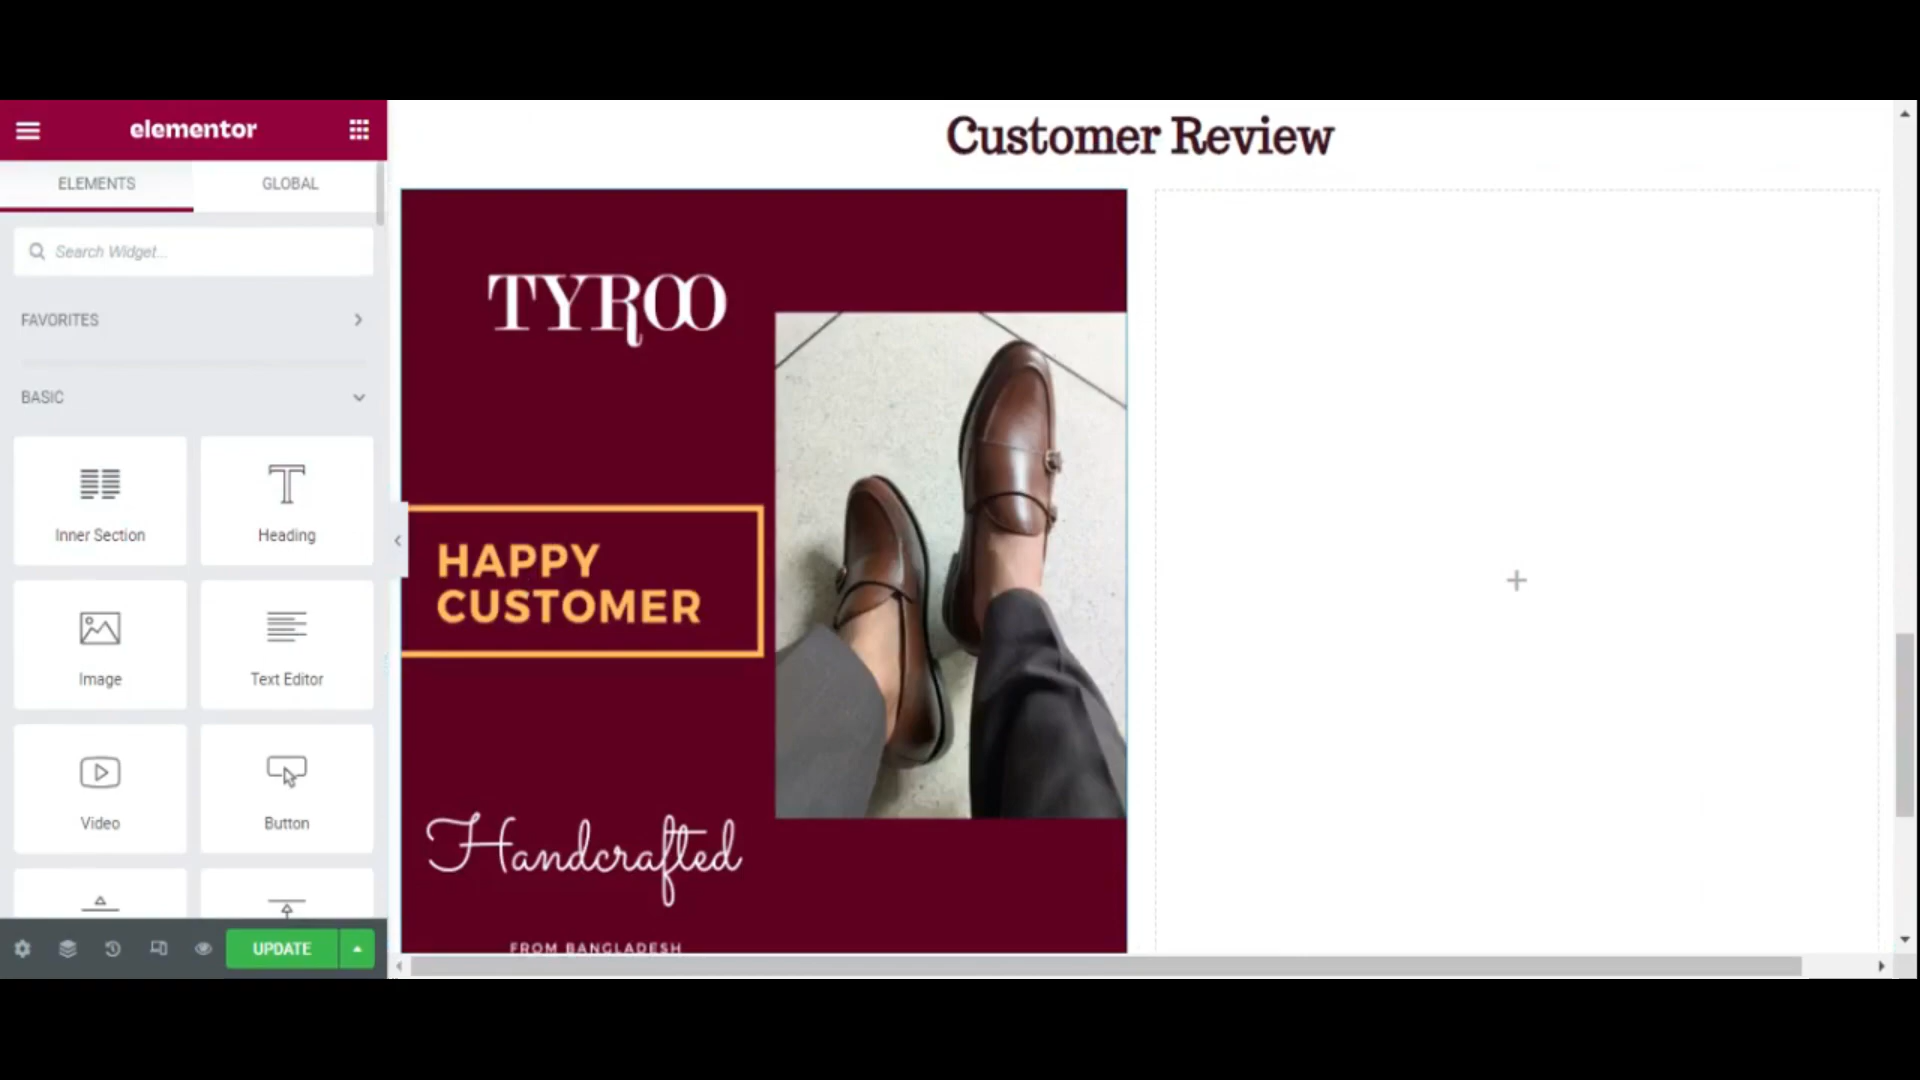 elementor
ELEMENTS
GLOBAL
Search Widget...
FAVORITES
BASIC
Inner Section
Heading
Image
Text Editor
Video
Button
UPDATE
Customer Review
TYROO
HAPPY
CUSTOMER
Handcrafted
FROM BANGLADESH